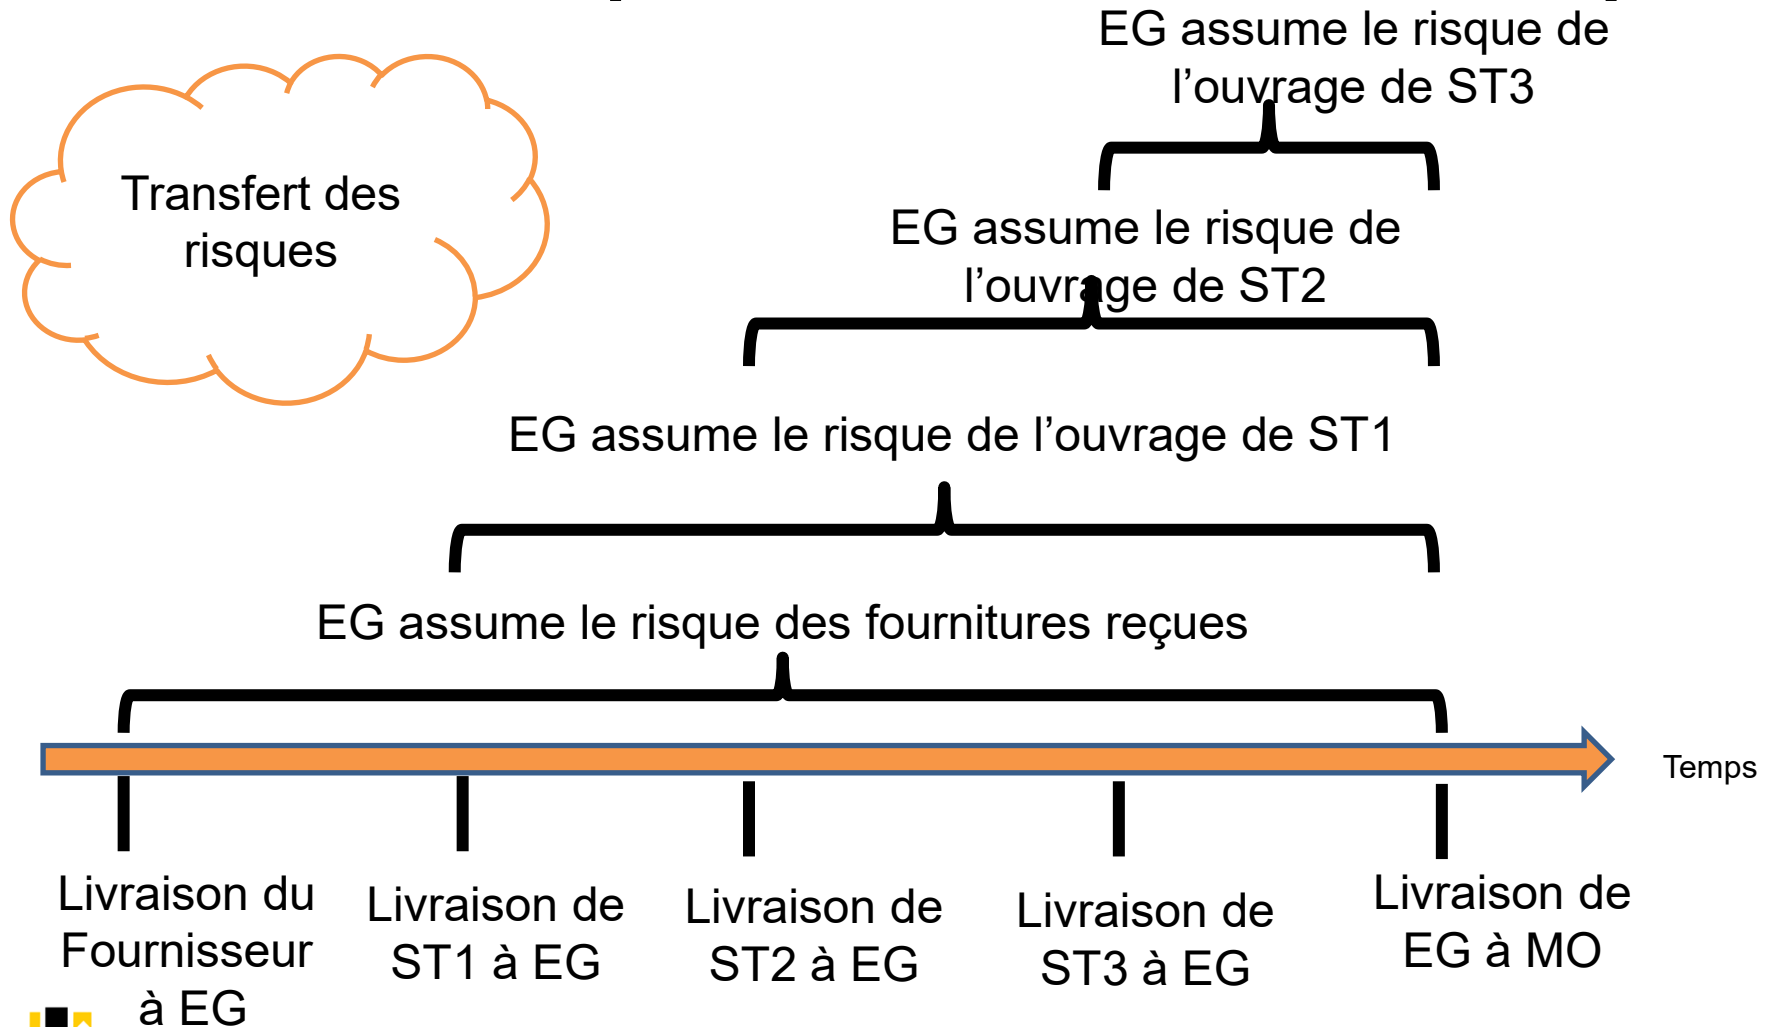 EG assume le risque de
l’ouvrage de ST3
Transfert des
risques
EG assume le risque de
l’ouvrage de ST2
EG assume le risque de l’ouvrage de ST1
EG assume le risque des fournitures reçues
Temps
Livraison du
Fournisseur
à EG
Livraison de
ST1 à EG
Livraison de
ST2 à EG
Livraison de
ST3 à EG
Livraison de
EG à MO